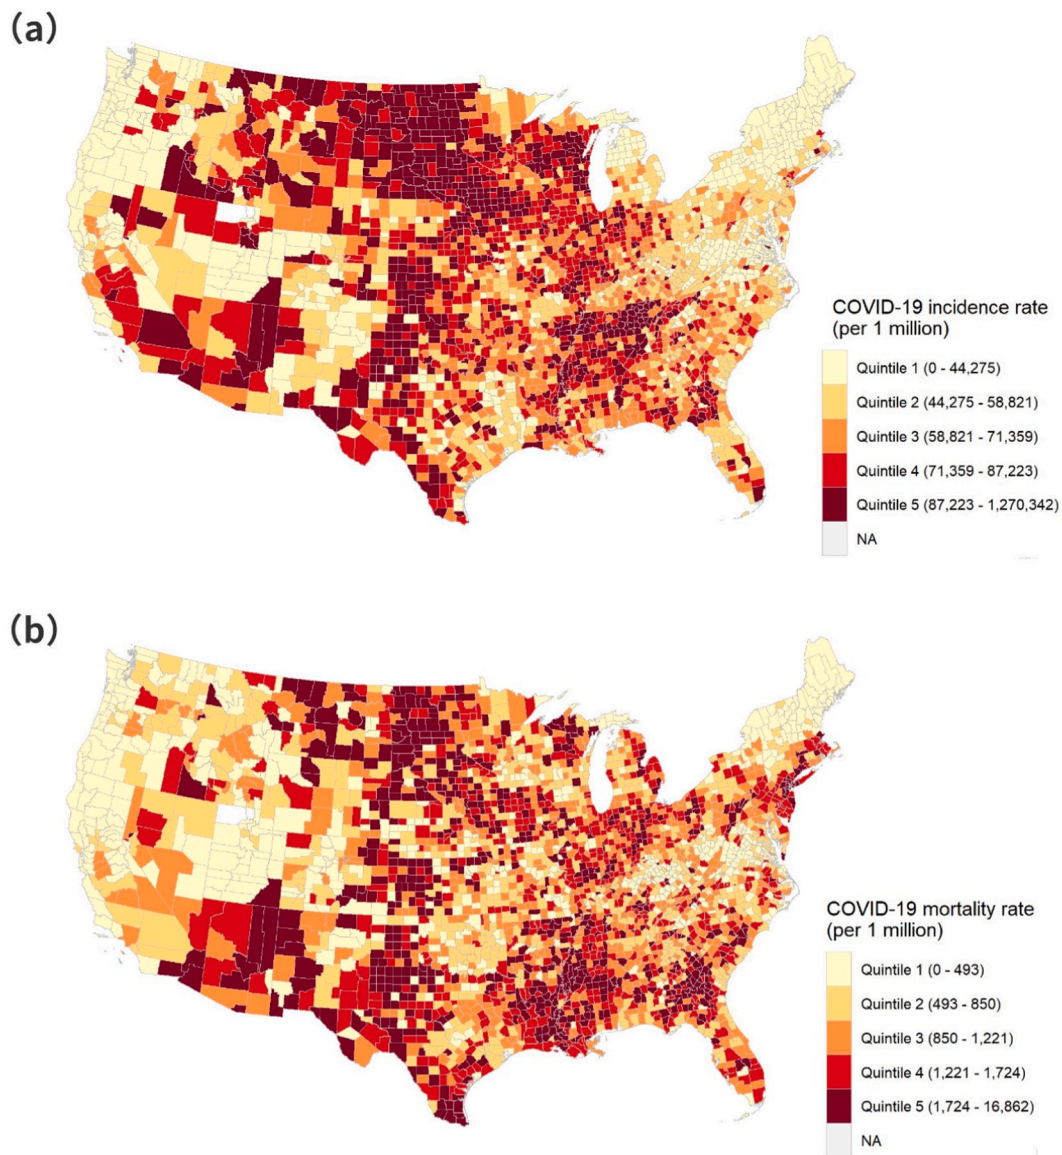 (a)
COVID-19 incidence rate
(per 1 million)
Quintile 1 (0 - 44,275)
Quintile 2 (44,275 - 58,821)
Quintile 3 (58,821 - 71,359)
Quintile 4 (71,359 - 87,223)
Quintile 5 (87,223 - 1,270,342)
NA
(b)
COVID-19 mortality rate
(per 1 million)
Quintile 1 (0 - 493)
Quintile 2 (493 - 850)
Quintile 3 (850 - 1,221)
Quintile 4 (1,221 - 1,724)
Quintile 5 (1,724 - 16,862)
NA